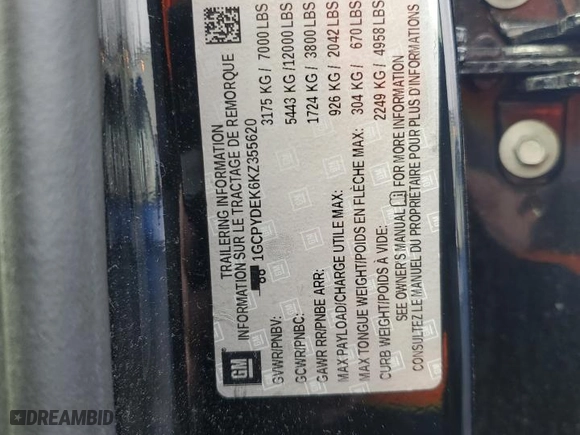 GM
TRAILERING INFORMATION
INFORMATION SUR LE TRACTAGE DE REMORQUE
1GCPYDEK6KZ355620
GVWR/PNBV: 3175 KG / 7000 LBS
GCWR/PNBC: 5443 KG /12000 LBS
GAWR RR/PNBE ARR: 1724 KG / 3800 LBS
MAX PAYLOAD/CHARGE UTILE MAX: 926 KG / 2042 LBS
MAX TONGUE WEIGHT/POIDS EN FLÈCHE MAX: 304 KG / 670 LBS
CURB WEIGHT/POIDS À VIDE: 2249 KG / 4958 LBS
SEE OWNER'S MANUAL FOR MORE INFORMATION
CONSULTEZ LE MANUEL DU PROPRIÉTAIRE POUR PLUS D'INFORMATIONS
DREAMBID